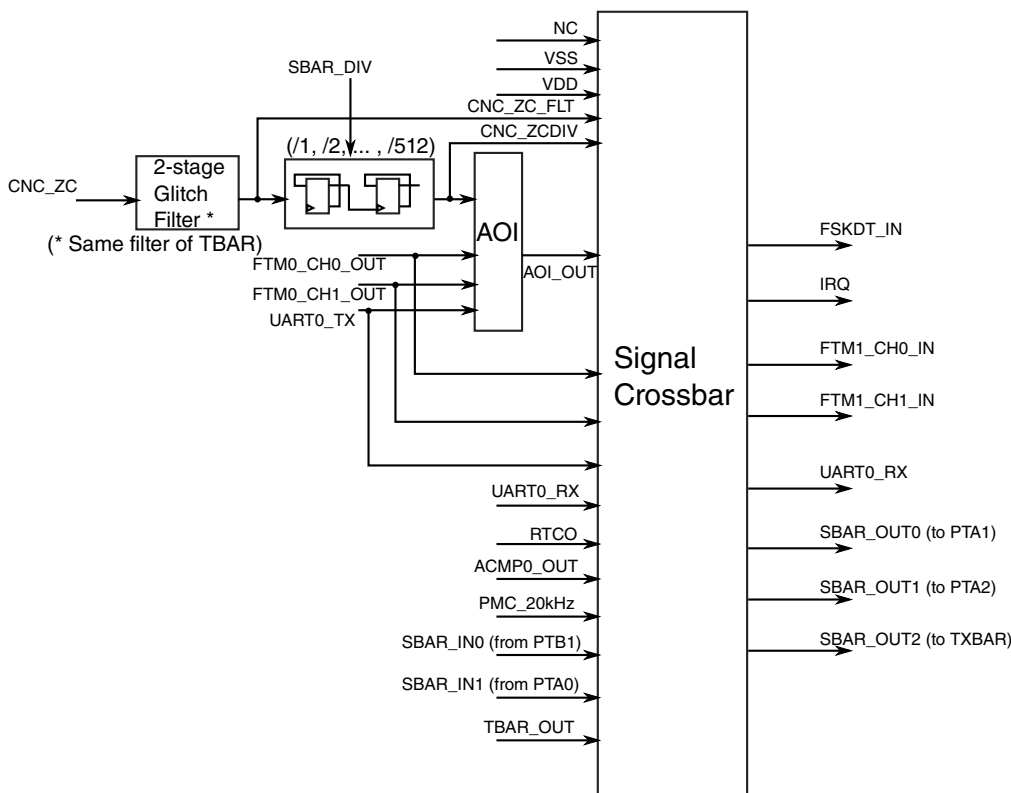 NC
VSS
SBAR_DIV
VDD
CNC_ZC_FLT
(/1, /2, ... , /512)
CNC_ZCDIV
CNC_ZC
2-stage
Glitch
Filter *
(* Same filter of TBAR)
AOI
FTM0_CH0_OUT
AOI_OUT
FTM0_CH1_OUT
UART0_TX
Signal
Crossbar
UART0_RX
RTCO
ACMP0_OUT
PMC_20kHz
SBAR_IN0 (from PTB1)
SBAR_IN1 (from PTA0)
TBAR_OUT
FSKDT_IN
IRQ
FTM1_CH0_IN
FTM1_CH1_IN
UART0_RX
SBAR_OUT0 (to PTA1)
SBAR_OUT1 (to PTA2)
SBAR_OUT2 (to TXBAR)